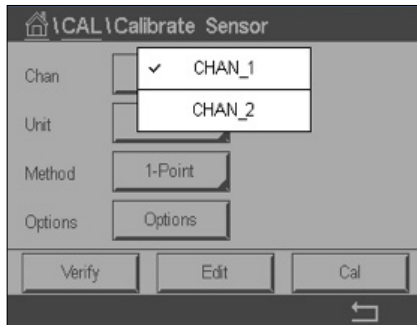 \CAL\Calibrate Sensor
Chan
✓ CHAN_1
CHAN_2
Unit
Method 1-Point
Options Options
Verify Edit Cal